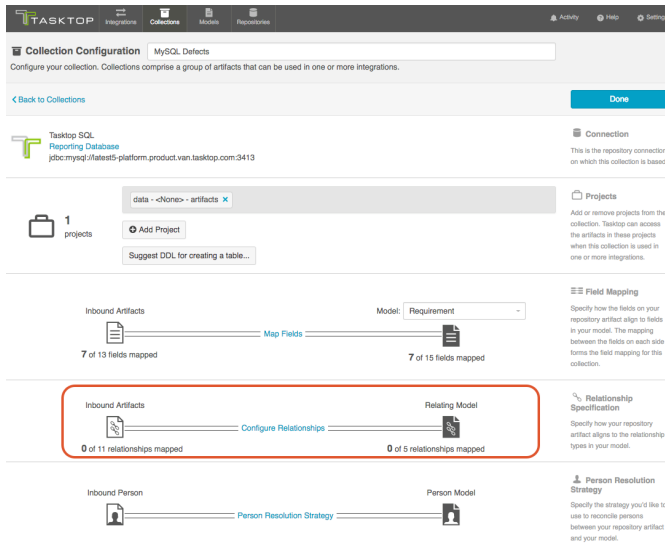 TASKTOP
Integrations
Collections
Models
Repositories
Activity
Help
Setting
Collection Configuration
MySQL Defects
Configure your collection. Collections comprise a group of artifacts that can be used in one or more integrations.
Back to Collections
Done
Tasktop SQL
Reporting Database
jdbc:mysql://latest5-platform.product.van.tasktop.com:3413
Connection
This is the repository connection
on which this collection is based
1
projects
data - <None> - artifacts ×
Add Project
Suggest DDL for creating a table...
Projects
Add or remove projects from the
collection. Tasktop can access
the artifacts in these projects
when this collection is used in
one or more integrations.
Inbound Artifacts
Model: Requirement
Map Fields
7 of 13 fields mapped
7 of 15 fields mapped
Field Mapping
Specify how the fields on your
repository artifact align to fields
in your model. The mapping
between the fields on each side
forms the field mapping for this
collection.
Inbound Artifacts
Relating Model
Configure Relationships
0 of 11 relationships mapped
0 of 5 relationships mapped
Relationship
Specification
Specify how your repository
artifact aligns to the relationship
types in your model.
Inbound Person
Person Model
Person Resolution Strategy
Person Resolution
Strategy
Specify the strategy you'd like to
use to reconcile persons
between your repository artifact
and your model.